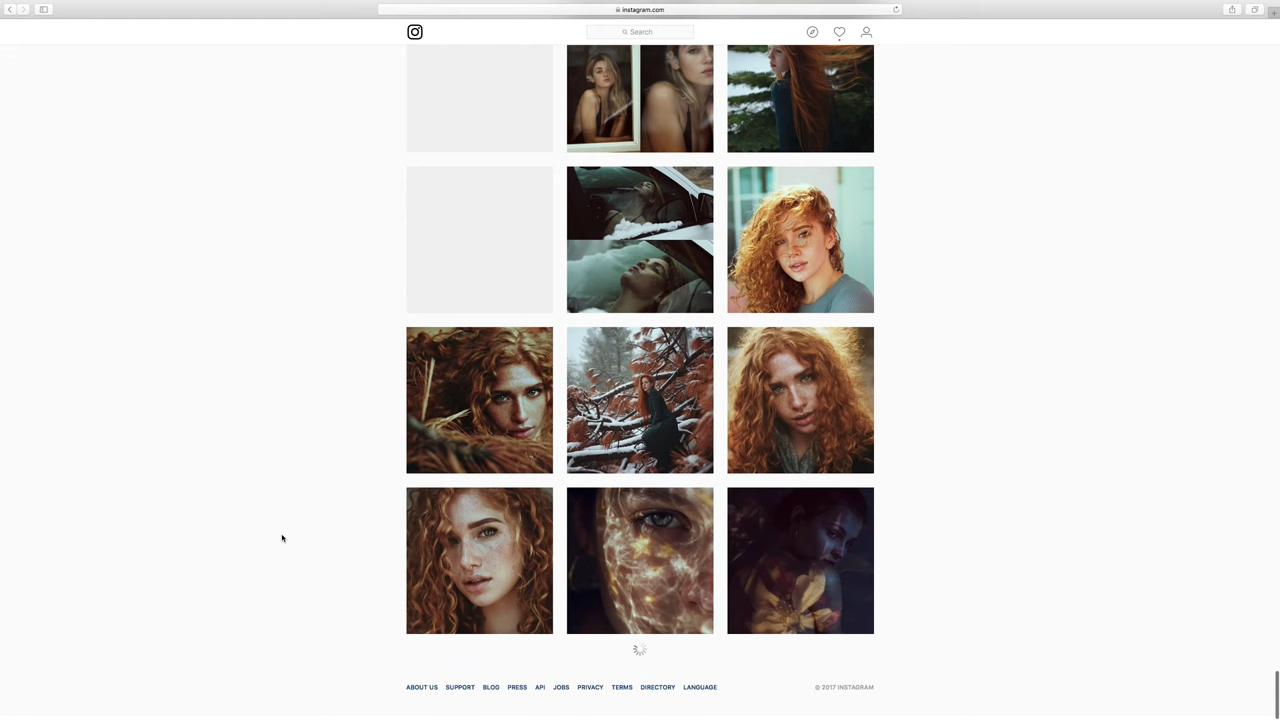 instagram.com
Search
ABOUT US SUPPORT BLOG PRESS API JOBS PRIVACY TERMS DIRECTORY LANGUAGE © 2017 INSTAGRAM